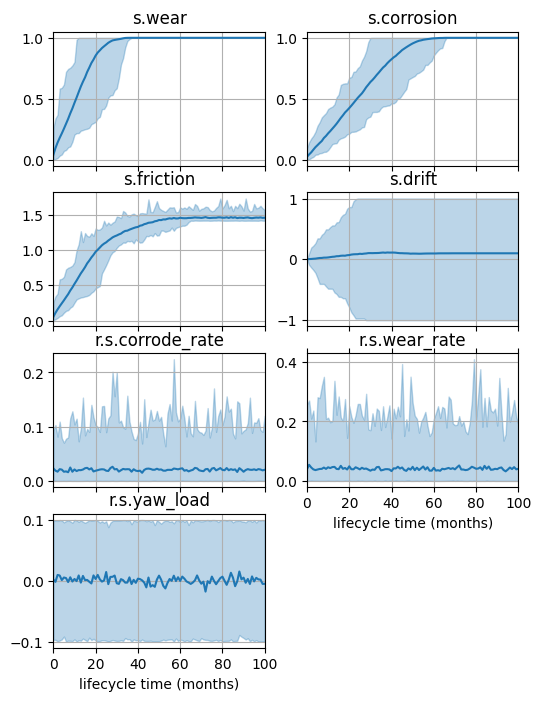 s.wear
s.corrosion
1.0
0.5
0.0
1.0
0.5
0.0
s.friction
s.drift
1.5
1.0
0.5
0.0
1
0
−1
r.s.corrode_rate
r.s.wear_rate
0.2
0.1
0.0
0.4
0.2
0.0
0 20 40 60 80 100
lifecycle time (months)
r.s.yaw_load
0.1
0.0
−0.1
0 20 40 60 80 100
lifecycle time (months)